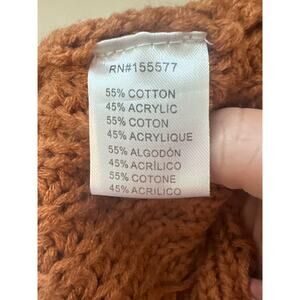 RN#155577
55% COTTON
45% ACRYLIC
55% COTON
45% ACRYLIQUE
55% ALGODÓN
45% ACRÍLICO
55% COTONE
45% ACRILICO